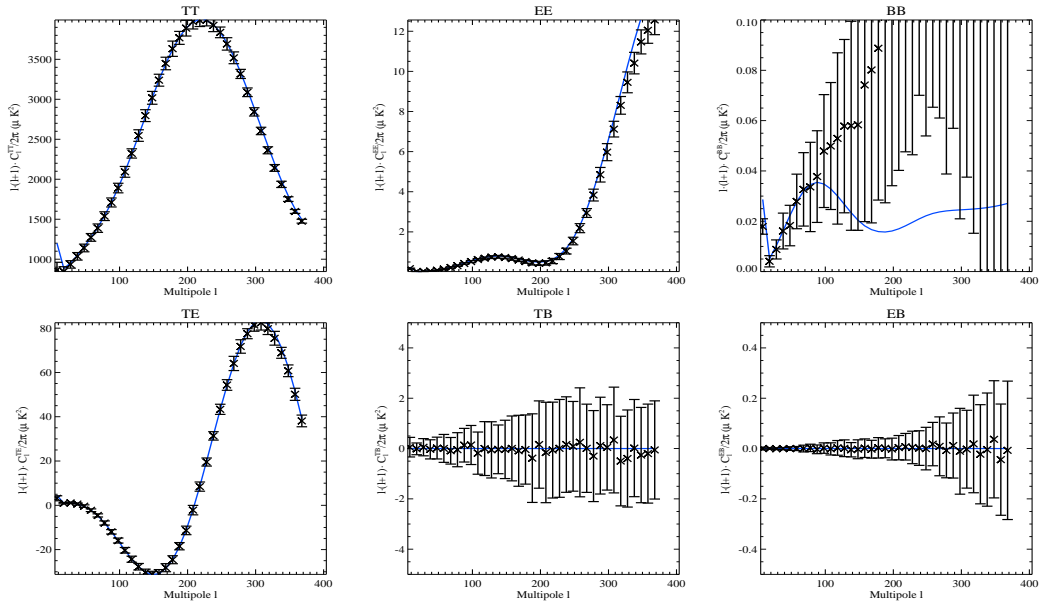 TT
EE
BB
l·(l+1)· C_l^TT/2π (μ K²)
4000
3500
3000
2500
2000
1500
1000
100 200 300 400
Multipole l
l·(l+1)· C_l^EE/2π (μ K²)
12
10
8
6
4
2
100 200 300 400
Multipole l
l·(l+1)· C_l^BB/2π (μ K²)
0.10
0.08
0.06
0.04
0.02
0.00
100 200 300 400
Multipole l
TE
TB
EB
l·(l+1)· C_l^TE/2π (μ K²)
80
60
40
20
0
-20
100 200 300 400
Multipole l
l·(l+1)· C_l^TB/2π (μ K²)
4
2
0
-2
-4
100 200 300 400
Multipole l
l·(l+1)· C_l^EB/2π (μ K²)
0.4
0.2
0.0
-0.2
-0.4
100 200 300 400
Multipole l